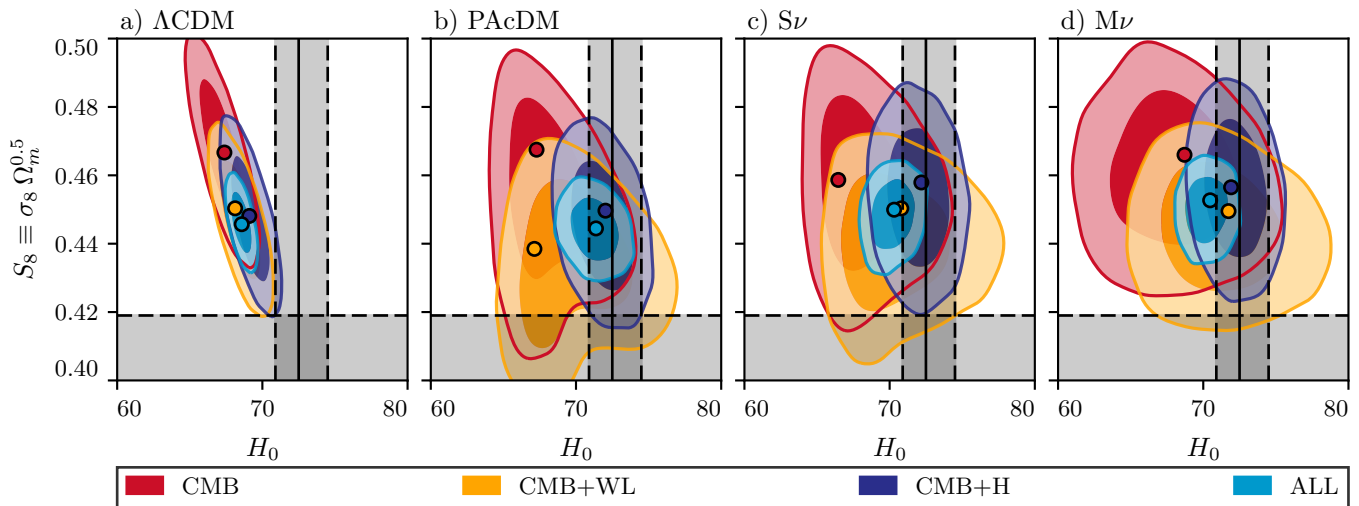 a) ΛCDM
b) PAcDM
c) Sν
d) Mν
S₈ ≡ σ₈ Ωₘ⁰·⁵
0.50
0.48
0.46
0.44
0.42
0.40
60 70 80
60 70 80
60 70 80
60 70 80
H₀ H₀ H₀ H₀
CMB CMB+WL CMB+H ALL